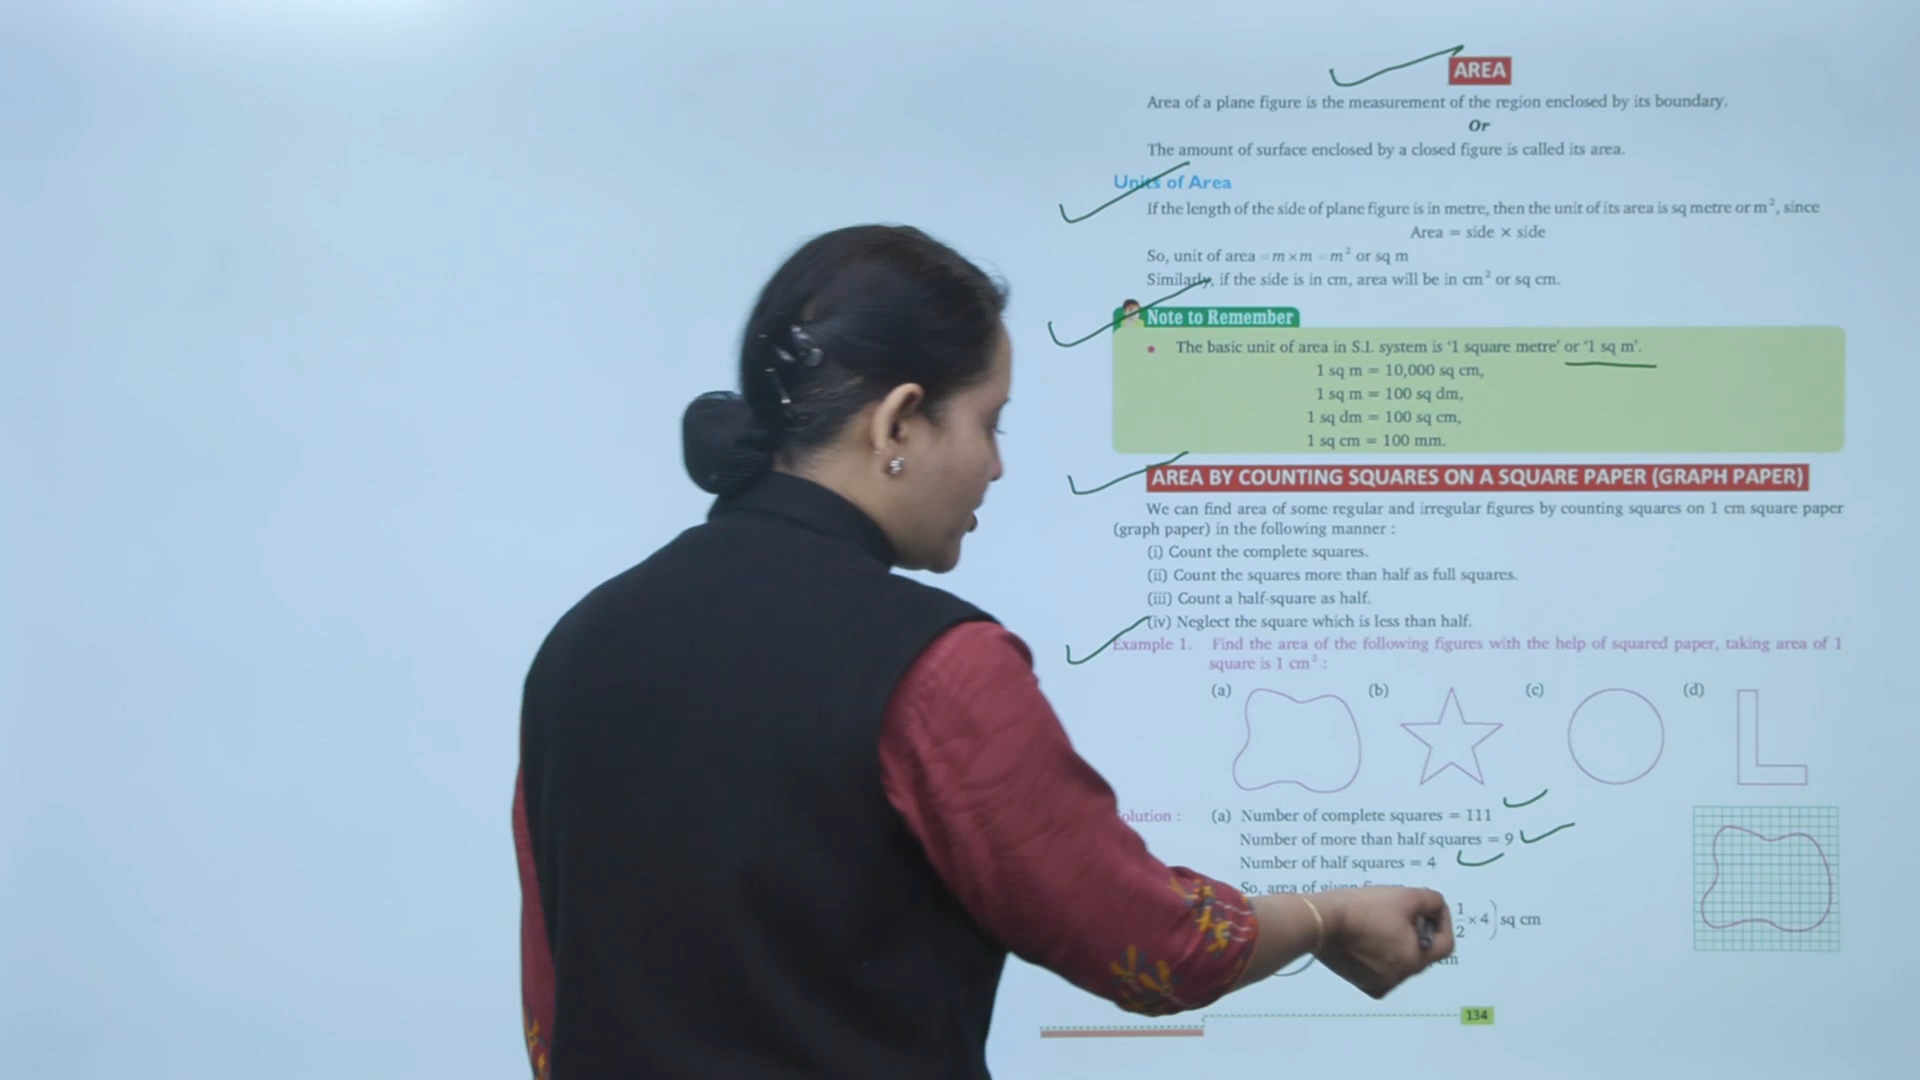 AREA
Area of a plane figure is the measurement of the region enclosed by its boundary.
Or
The amount of surface enclosed by a closed figure is called its area.
Units of Area
If the length of the side of plane figure is in metre, then the unit of its area is sq metre or m², since
Area = side × side
So, unit of area = m × m = m² or sq m
Similarly, if the side is in cm, area will be in cm² or sq cm.
Note to Remember
• The basic unit of area in S.I. system is '1 square metre' or '1 sq m'.
1 sq m = 10,000 sq cm,
1 sq m = 100 sq dm,
1 sq dm = 100 sq cm,
1 sq cm = 100 mm.
AREA BY COUNTING SQUARES ON A SQUARE PAPER (GRAPH PAPER)
We can find area of some regular and irregular figures by counting squares on 1 cm square paper
(graph paper) in the following manner :
(i) Count the complete squares.
(ii) Count the squares more than half as full squares.
(iii) Count a half-square as half.
(iv) Neglect the square which is less than half.
Example 1. Find the area of the following figures with the help of squared paper, taking area of 1
square is 1 cm² :
(a) (b) (c) (d)
olution : (a) Number of complete squares = 111
Number of more than half squares = 9
Number of half squares = 4
So, area of given
1/2 × 4) sq cm
cm
134